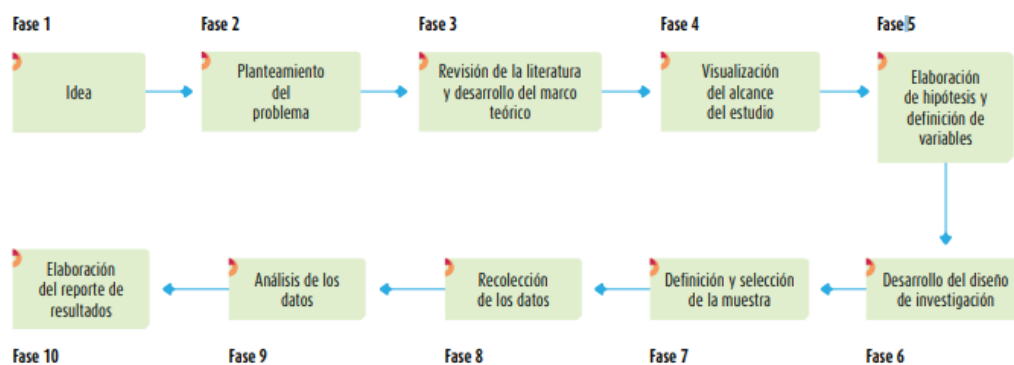 Fase 1
Idea
Fase 2
Planteamiento
del
problema
Fase 3
Revisión de la literatura
y desarrollo del marco
teórico
Fase 4
Visualización
del alcance
del estudio
Fase 5
Elaboración
de hipótesis y
definición de
variables
Desarrollo del diseño
de investigación
Fase 6
Definición y selección
de la muestra
Fase 7
Recolección
de los datos
Fase 8
Análisis de los
datos
Fase 9
Elaboración
del reporte de
resultados
Fase 10